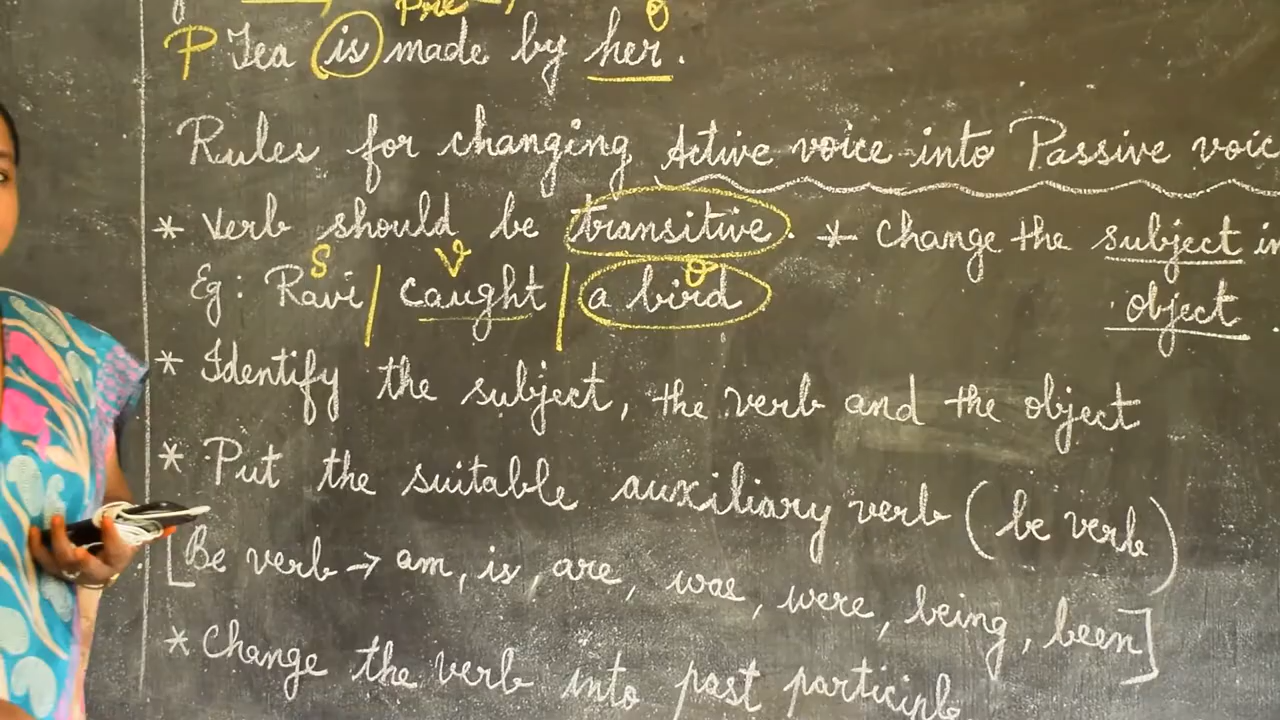 Pre
P Tea is made by her.
Rules for changing Active voice into Passive voic
* Verb should be transitive. * Change the subject in
S V O
Eg: Ravi / caught / a bird object.
* Identify the subject, the verb and the object
* Put the suitable auxiliary verb (be verb)
[Be verb → am, is, are, was, were, being, been]
* Change the verb into past participle